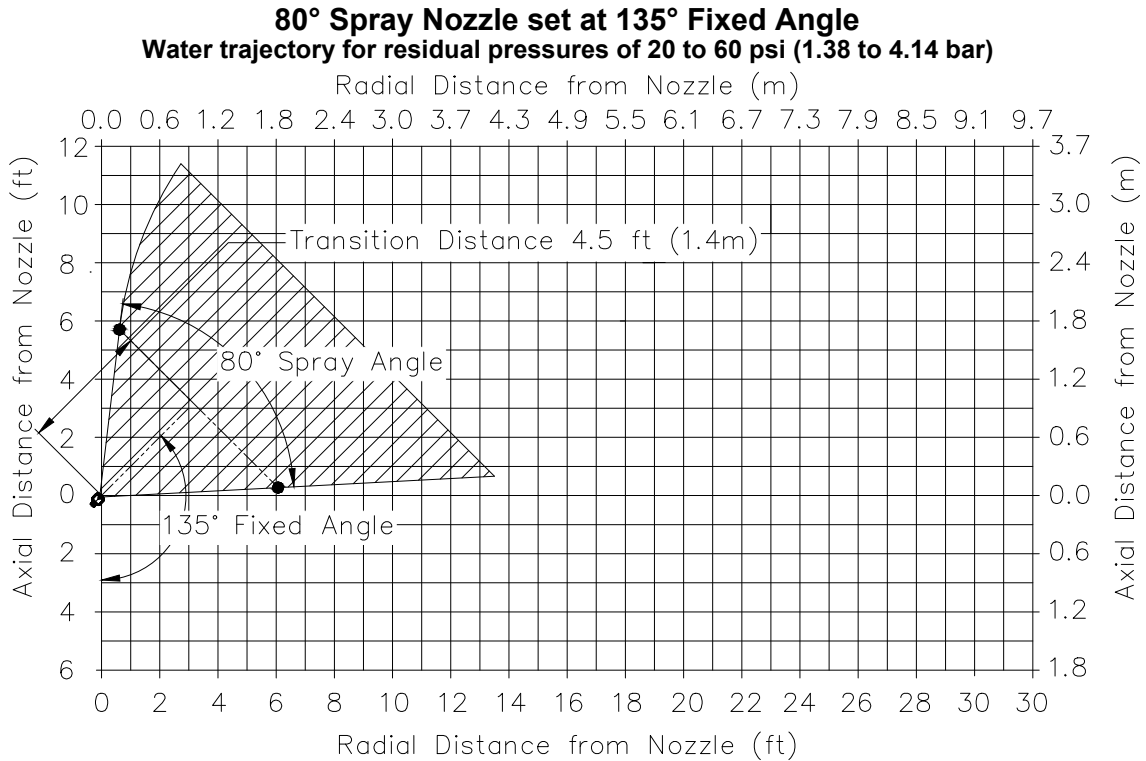 80° Spray Nozzle set at 135° Fixed Angle
Water trajectory for residual pressures of 20 to 60 psi (1.38 to 4.14 bar)
Radial Distance from Nozzle (m)
0.0 0.6 1.2 1.8 2.4 3.0 3.7 4.3 4.9 5.5 6.1 6.7 7.3 7.9 8.5 9.1 9.7
Axial Distance from Nozzle (ft)
12
10
8
6
4
2
0
2
4
6
Transition Distance 4.5 ft (1.4m)
80° Spray Angle
135° Fixed Angle
3.7
3.0
2.4
1.8
1.2
0.6
0.0
0.6
1.2
1.8
Axial Distance from Nozzle (m)
0 2 4 6 8 10 12 14 16 18 20 22 24 26 28 30 30
Radial Distance from Nozzle (ft)